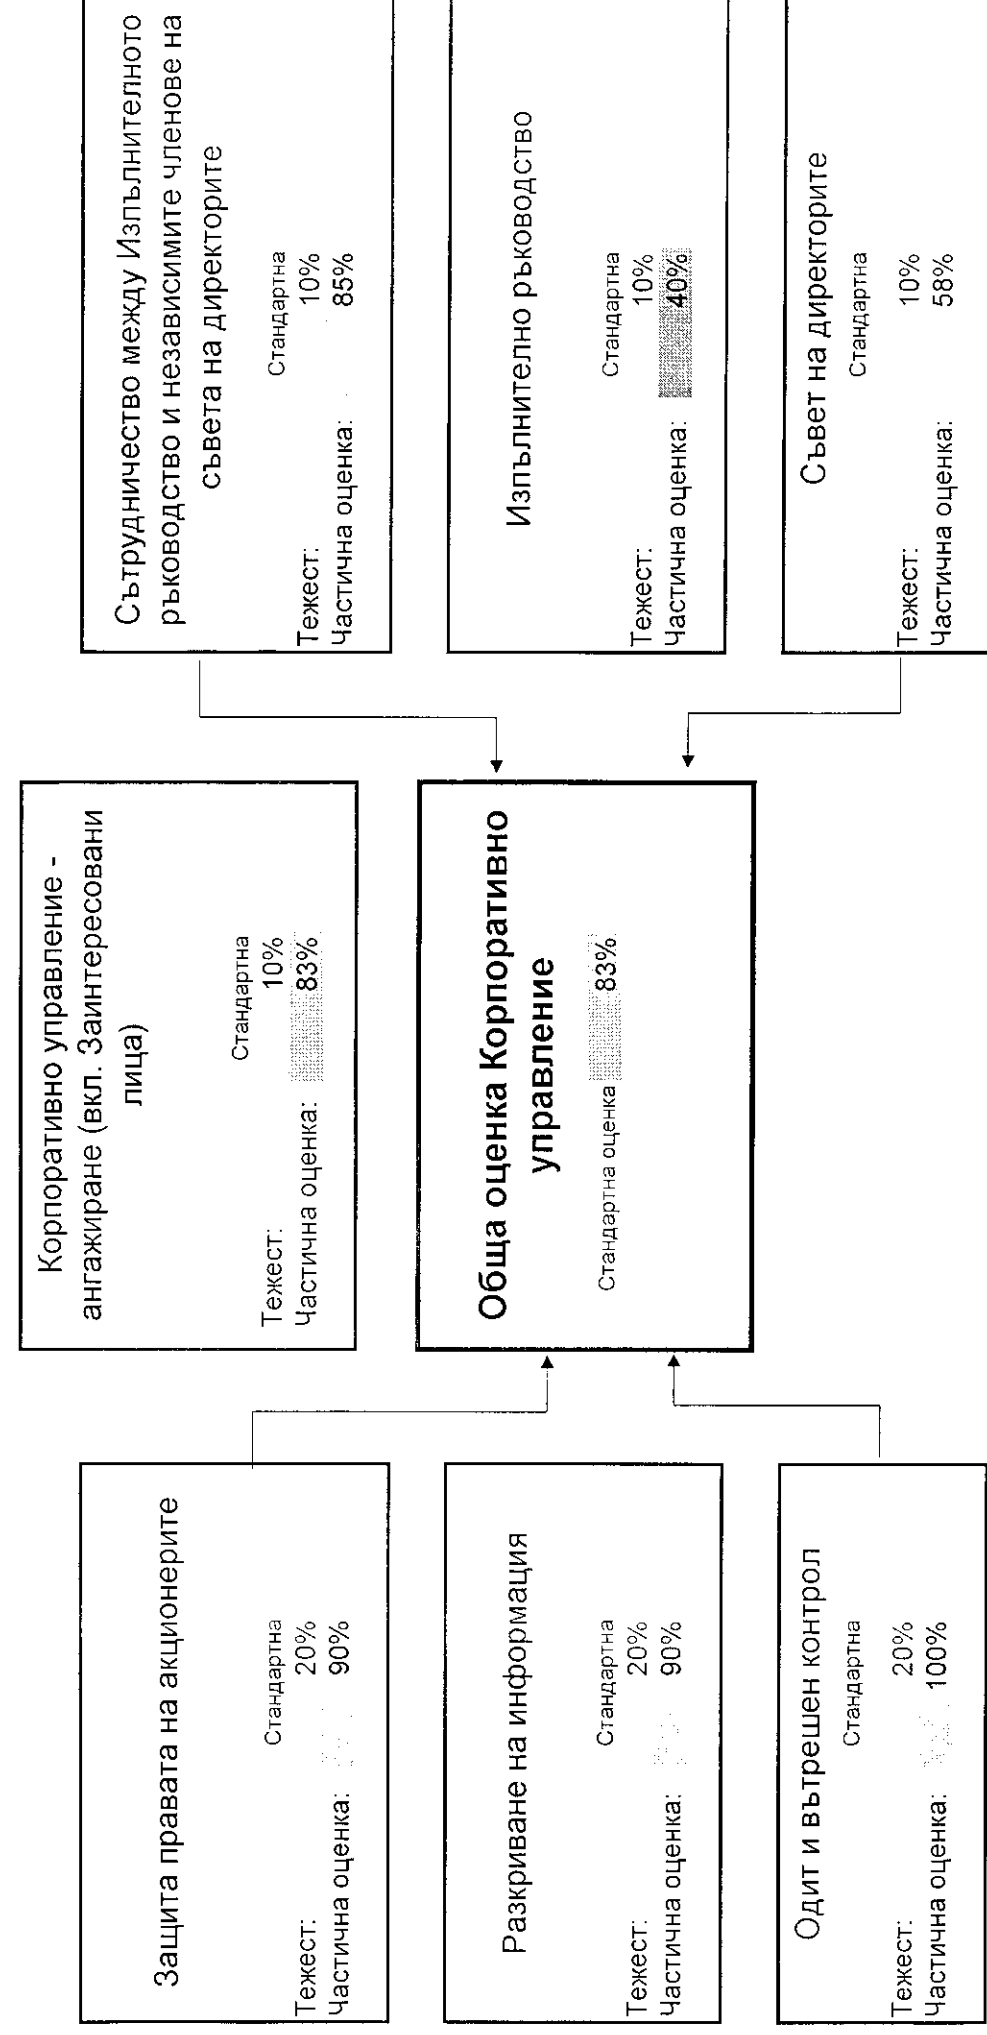 Корпоративно управление -
ангажиране (вкл. Заинтересовани
лица)
Стандартна
Тежест: 10%
Частична оценка: 83%
Защита правата на акционерите
Стандартна
Тежест: 20%
Частична оценка: 90%
Сътрудничество между Изпълнителното
ръководство и независимите членове на
съвета на директорите
Стандартна
Тежест: 10%
Частична оценка: 85%
Разкриване на информация
Стандартна
Тежест: 20%
Частична оценка: 90%
Обща оценка Корпоративно
управление
Стандартна оценка 83%
Изпълнително ръководство
Стандартна
Тежест: 10%
Частична оценка: 40%
Одит и вътрешен контрол
Стандартна
Тежест: 20%
Частична оценка: 100%
Съвет на директорите
Стандартна
Тежест: 10%
Частична оценка: 58%